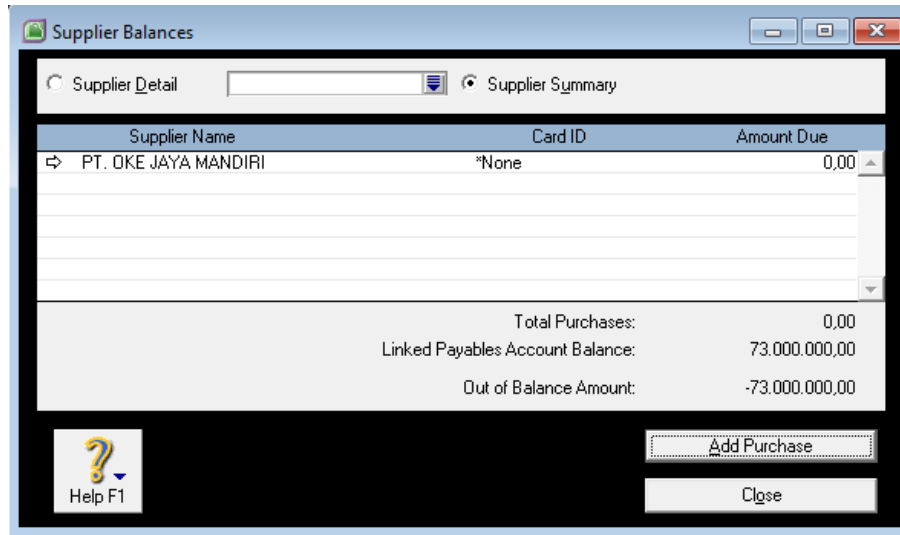 Supplier Balances
Supplier Detail Supplier Summary
Supplier Name Card ID Amount Due
PT. OKE JAYA MANDIRI *None 0,00
Total Purchases: 0,00
Linked Payables Account Balance: 73.000.000,00
Out of Balance Amount: -73.000.000,00
Add Purchase
Help F1 Close